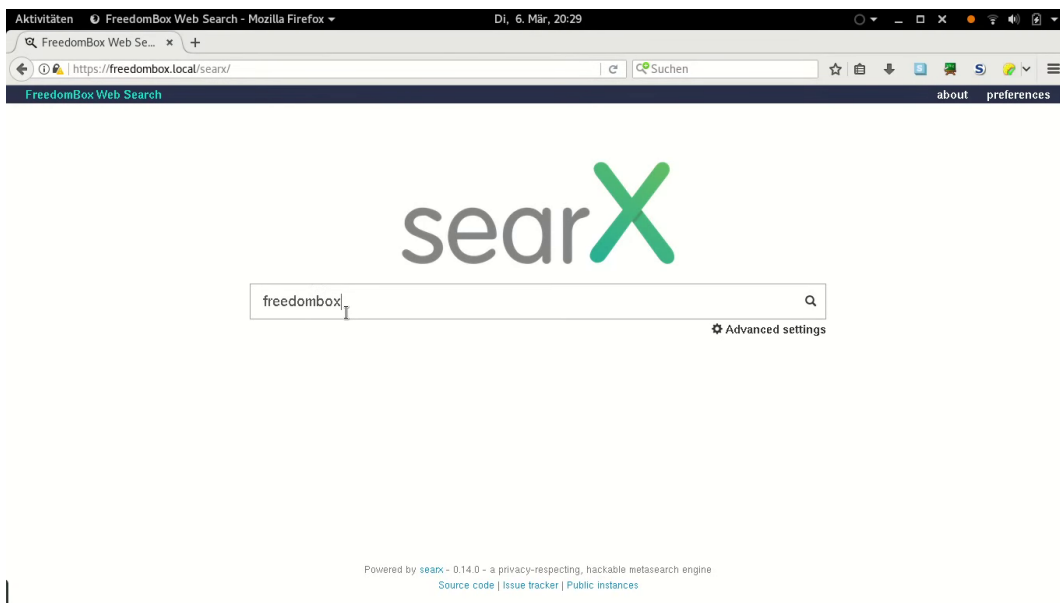 Aktivitäten FreedomBox Web Search - Mozilla Firefox Di, 6. Mär, 20:29
FreedomBox Web Se...
https://freedombox.local/searx/ Suchen
FreedomBox Web Search about preferences
searX
freedombox
Advanced settings
Powered by searx - 0.14.0 - a privacy-respecting, hackable metasearch engine
Source code | Issue tracker | Public instances